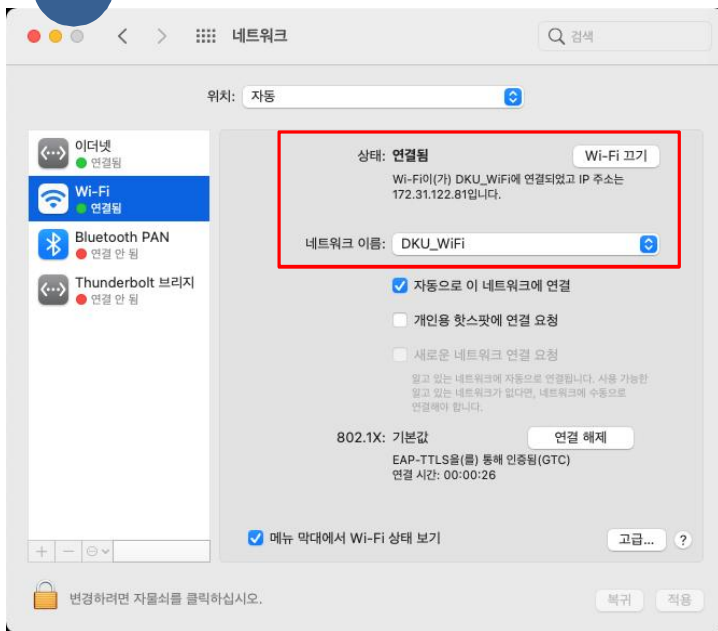 네트워크
검색
위치: 자동
이더넷
연결됨
Wi-Fi
연결됨
Bluetooth PAN
연결 안 됨
Thunderbolt 브리지
연결 안 됨
상태: 연결됨
Wi-Fi 끄기
Wi-Fi이(가) DKU_WiFi에 연결되었고 IP 주소는
172.31.122.81입니다.
네트워크 이름: DKU_WiFi
자동으로 이 네트워크에 연결
개인용 핫스팟에 연결 요청
새로운 네트워크 연결 요청
알고 있는 네트워크에 자동으로 연결됩니다. 사용 가능한
알고 있는 네트워크가 없다면, 네트워크에 수동으로
연결해야 합니다.
802.1X: 기본값
연결 해제
EAP-TTLS을(를) 통해 인증됨(GTC)
연결 시간: 00:00:26
메뉴 막대에서 Wi-Fi 상태 보기
고급... ?
변경하려면 자물쇠를 클릭하십시오.
복귀
적용